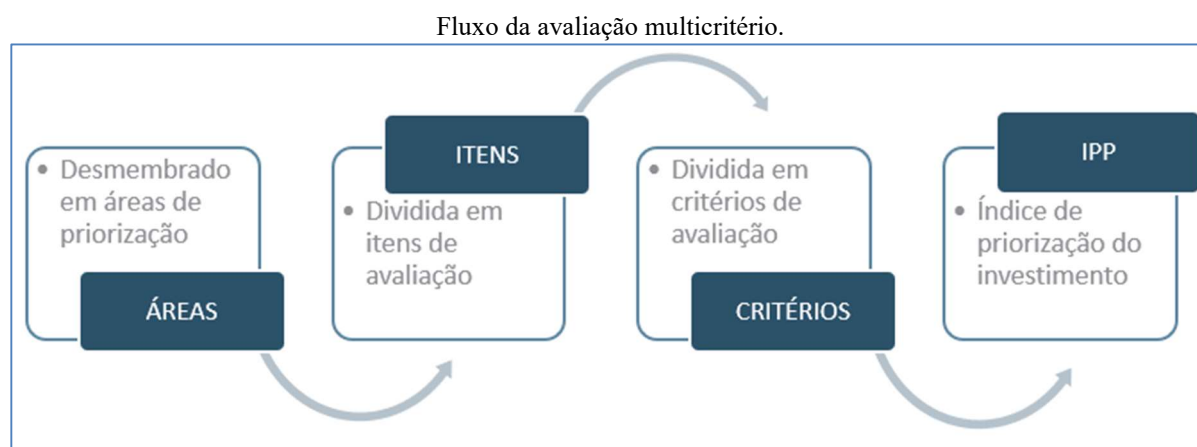 Fluxo da avaliação multicritério.
• Desmembrado
em áreas de
priorização
ÁREAS
ITENS
• Dividida em
itens de
avaliação
• Dividida em
critérios de
avaliação
CRITÉRIOS
IPP
• Índice de
priorização do
investimento